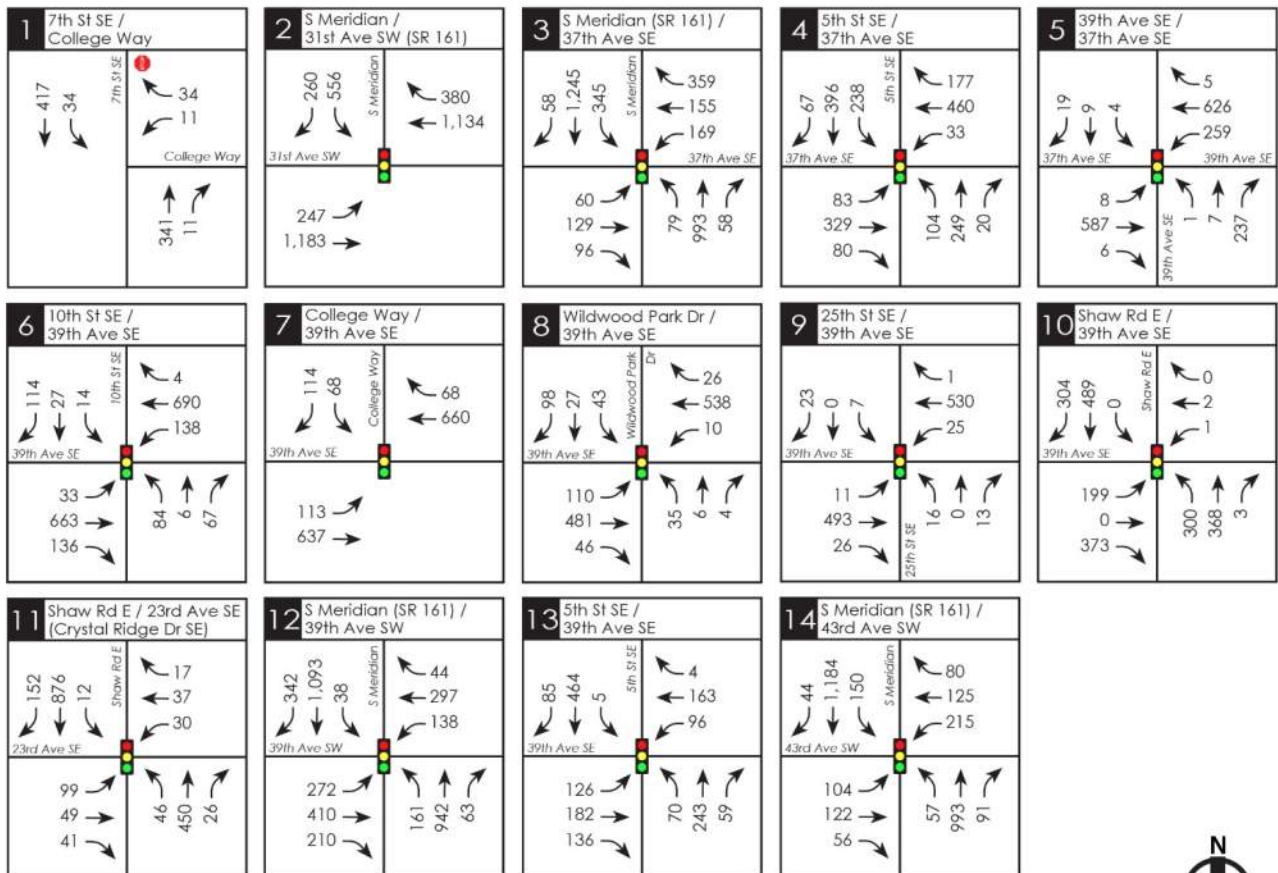 1
7th St SE /
College Way
7th St SE
417
34
34
11
College Way
341
11
2
S Meridian /
31st Ave SW (SR 161)
S Meridian
260
556
380
1,134
31st Ave SW
247
1,183
3
S Meridian (SR 161) /
37th Ave SE
S Meridian
58
1,245
345
359
155
169
37th Ave SE
60
129
96
79
993
58
4
5th St SE /
37th Ave SE
5th St SE
67
396
238
177
460
33
37th Ave SE
83
329
80
104
249
20
5
39th Ave SE /
37th Ave SE
19
9
4
5
626
259
37th Ave SE
39th Ave SE
8
587
6
39th Ave SE
1
7
237
6
10th St SE /
39th Ave SE
10th St SE
114
27
14
4
690
138
39th Ave SE
33
663
136
84
6
67
7
College Way /
39th Ave SE
College Way
114
68
68
660
39th Ave SE
113
637
8
Wildwood Park Dr /
39th Ave SE
Wildwood Park
Dr
98
27
43
26
538
10
39th Ave SE
110
481
46
35
6
4
9
25th St SE /
39th Ave SE
23
0
7
1
530
25
39th Ave SE
11
493
26
25th St SE
16
0
13
10
Shaw Rd E /
39th Ave SE
Shaw Rd E
304
489
0
0
2
1
39th Ave SE
199
0
373
300
368
3
11
Shaw Rd E / 23rd Ave SE
(Crystal Ridge Dr SE)
Shaw Rd E
152
876
12
17
37
30
23rd Ave SE
99
49
41
46
450
26
12
S Meridian (SR 161) /
39th Ave SW
S Meridian
342
1,093
38
44
297
138
39th Ave SW
272
410
210
161
942
63
13
5th St SE /
39th Ave SE
5th St SE
85
464
5
4
163
96
39th Ave SE
126
182
136
70
243
59
14
S Meridian (SR 161) /
43rd Ave SW
S Meridian
44
1,184
150
80
125
215
43rd Ave SW
104
122
56
57
993
91
N